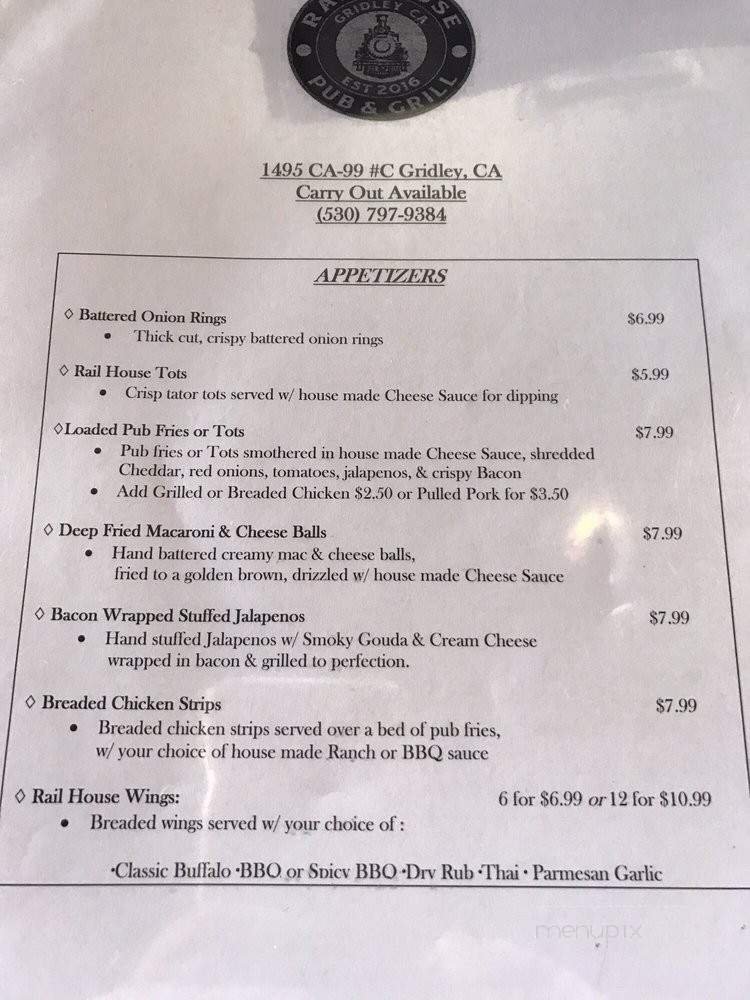 GRIDLEY CA
EST 2016
PUB & GRILL
1495 CA-99 #C Gridley, CA
Carry Out Available
(530) 797-9384
APPETIZERS
◊ Battered Onion Rings $6.99
• Thick cut, crispy battered onion rings
◊ Rail House Tots $5.99
• Crisp tator tots served w/ house made Cheese Sauce for dipping
◊Loaded Pub Fries or Tots $7.99
• Pub fries or Tots smothered in house made Cheese Sauce, shredded
Cheddar, red onions, tomatoes, jalapenos, & crispy Bacon
• Add Grilled or Breaded Chicken $2.50 or Pulled Pork for $3.50
◊ Deep Fried Macaroni & Cheese Balls $7.99
• Hand battered creamy mac & cheese balls,
fried to a golden brown, drizzled w/ house made Cheese Sauce
◊ Bacon Wrapped Stuffed Jalapenos $7.99
• Hand stuffed Jalapenos w/ Smoky Gouda & Cream Cheese
wrapped in bacon & grilled to perfection.
◊ Breaded Chicken Strips $7.99
• Breaded chicken strips served over a bed of pub fries,
w/ your choice of house made Ranch or BBQ sauce
◊ Rail House Wings: 6 for $6.99 or 12 for $10.99
• Breaded wings served w/ your choice of :
•Classic Buffalo •BBQ or Spicy BBQ •Dry Rub •Thai • Parmesan Garlic
menupix